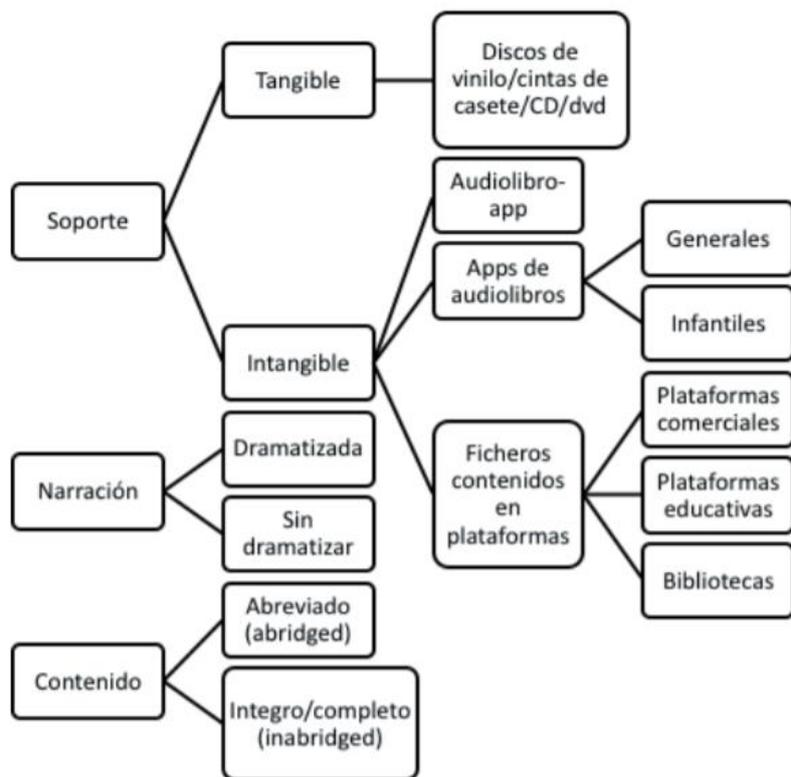 Soporte
Tangible
Discos de
vinilo/cintas de
casete/CD/dvd
Intangible
Audiolibro-
app
Apps de
audiolibros
Generales
Infantiles
Ficheros
contenidos
en
plataformas
Plataformas
comerciales
Plataformas
educativas
Bibliotecas
Narración
Dramatizada
Sin
dramatizar
Contenido
Abreviado
(abridged)
Integro/completo
(inabridged)